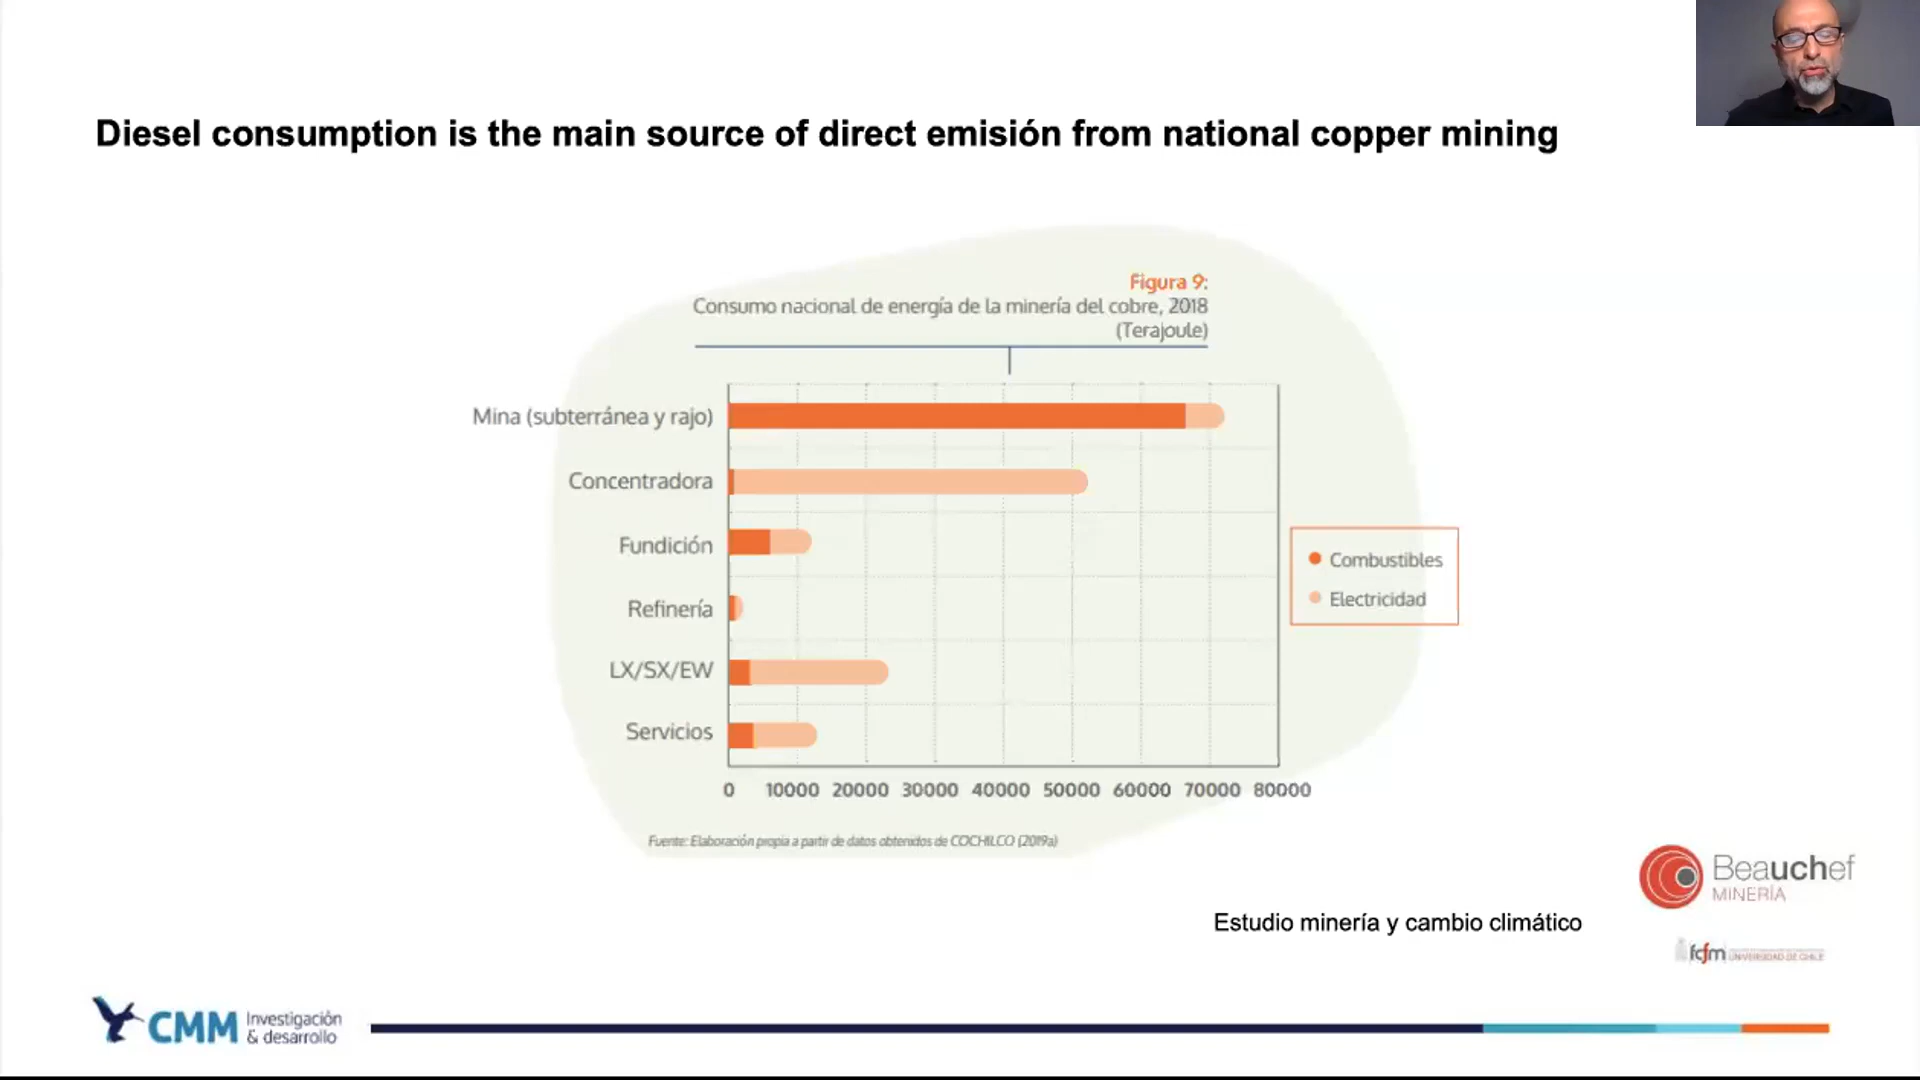 Diesel consumption is the main source of direct emisión from national copper mining
Figura 9:
Consumo nacional de energía de la minería del cobre, 2018
(Terajoule)
Mina (subterránea y rajo)
Concentradora
Fundición
Refinería
LX/SX/EW
Servicios
Combustibles
Electricidad
0 10000 20000 30000 40000 50000 60000 70000 80000
Fuente: Elaboración propia a partir de datos obtenidos de COCHILCO (2019a)
Estudio minería y cambio climático
Beauchef
MINERÍA
fcfm
UNIVERSIDAD DE CHILE
CMM Investigación
& desarrollo